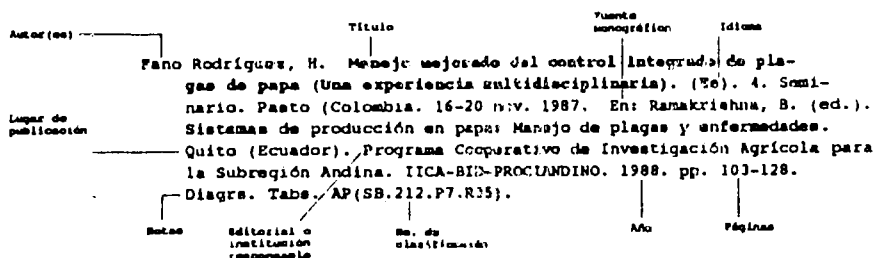 Título
Fuente monográfica
Idioma
Autor(es)
Fano Rodríguez, H. Manejo mejorado del control integrado de pla-
gas de papa (Una experiencia multidisciplinaria). (Es). 4. Semi-
nario. Pasto (Colombia. 16-20 nov. 1987. En: Ramakrishna, B. (ed.).
Lugar de publicación
Sistemas de producción en papa: Manejo de plagas y enfermedades.
Quito (Ecuador). Programa Cooperativo de Investigación Agrícola para
la Subregión Andina. IICA-BID-PROCIANDINO. 1988. pp. 103-128.
Diagrs. Tabs. AP(SB.212.P7.R35).
Notas
Editorial o institución responsable
No. de clasificación
Año
Páginas